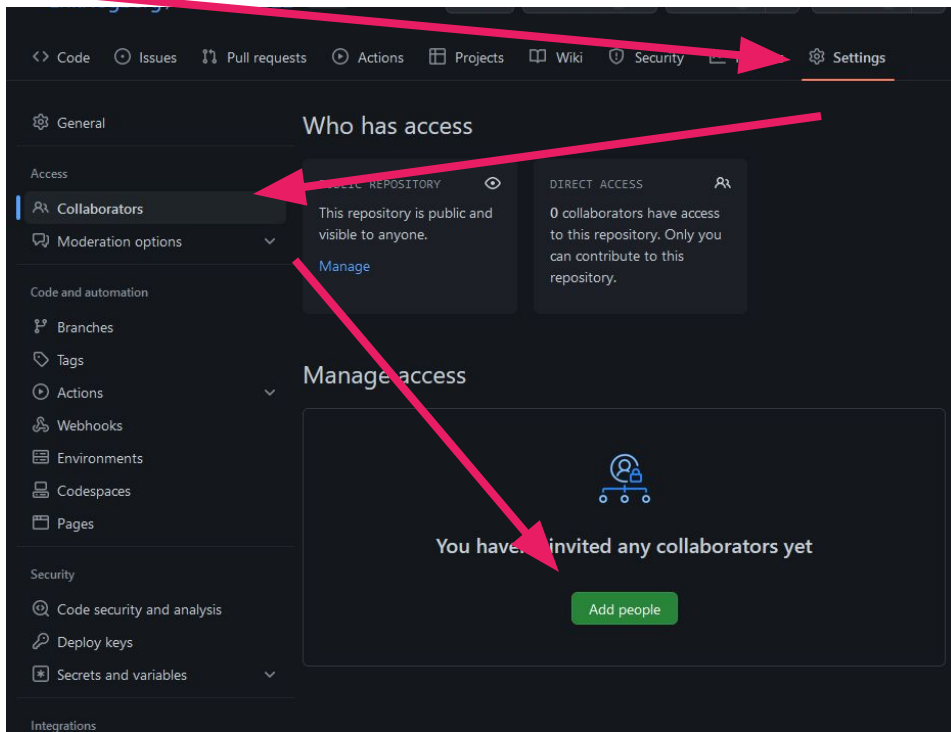 Code Issues Pull requests Actions Projects Wiki Security Settings
General
Access
Collaborators
Moderation options
Code and automation
Branches
Tags
Actions
Webhooks
Environments
Codespaces
Pages
Security
Code security and analysis
Deploy keys
Secrets and variables
Integrations
Who has access
PUBLIC REPOSITORY
This repository is public and
visible to anyone.
Manage
DIRECT ACCESS
0 collaborators have access
to this repository. Only you
can contribute to this
repository.
Manage access
You haven't invited any collaborators yet
Add people